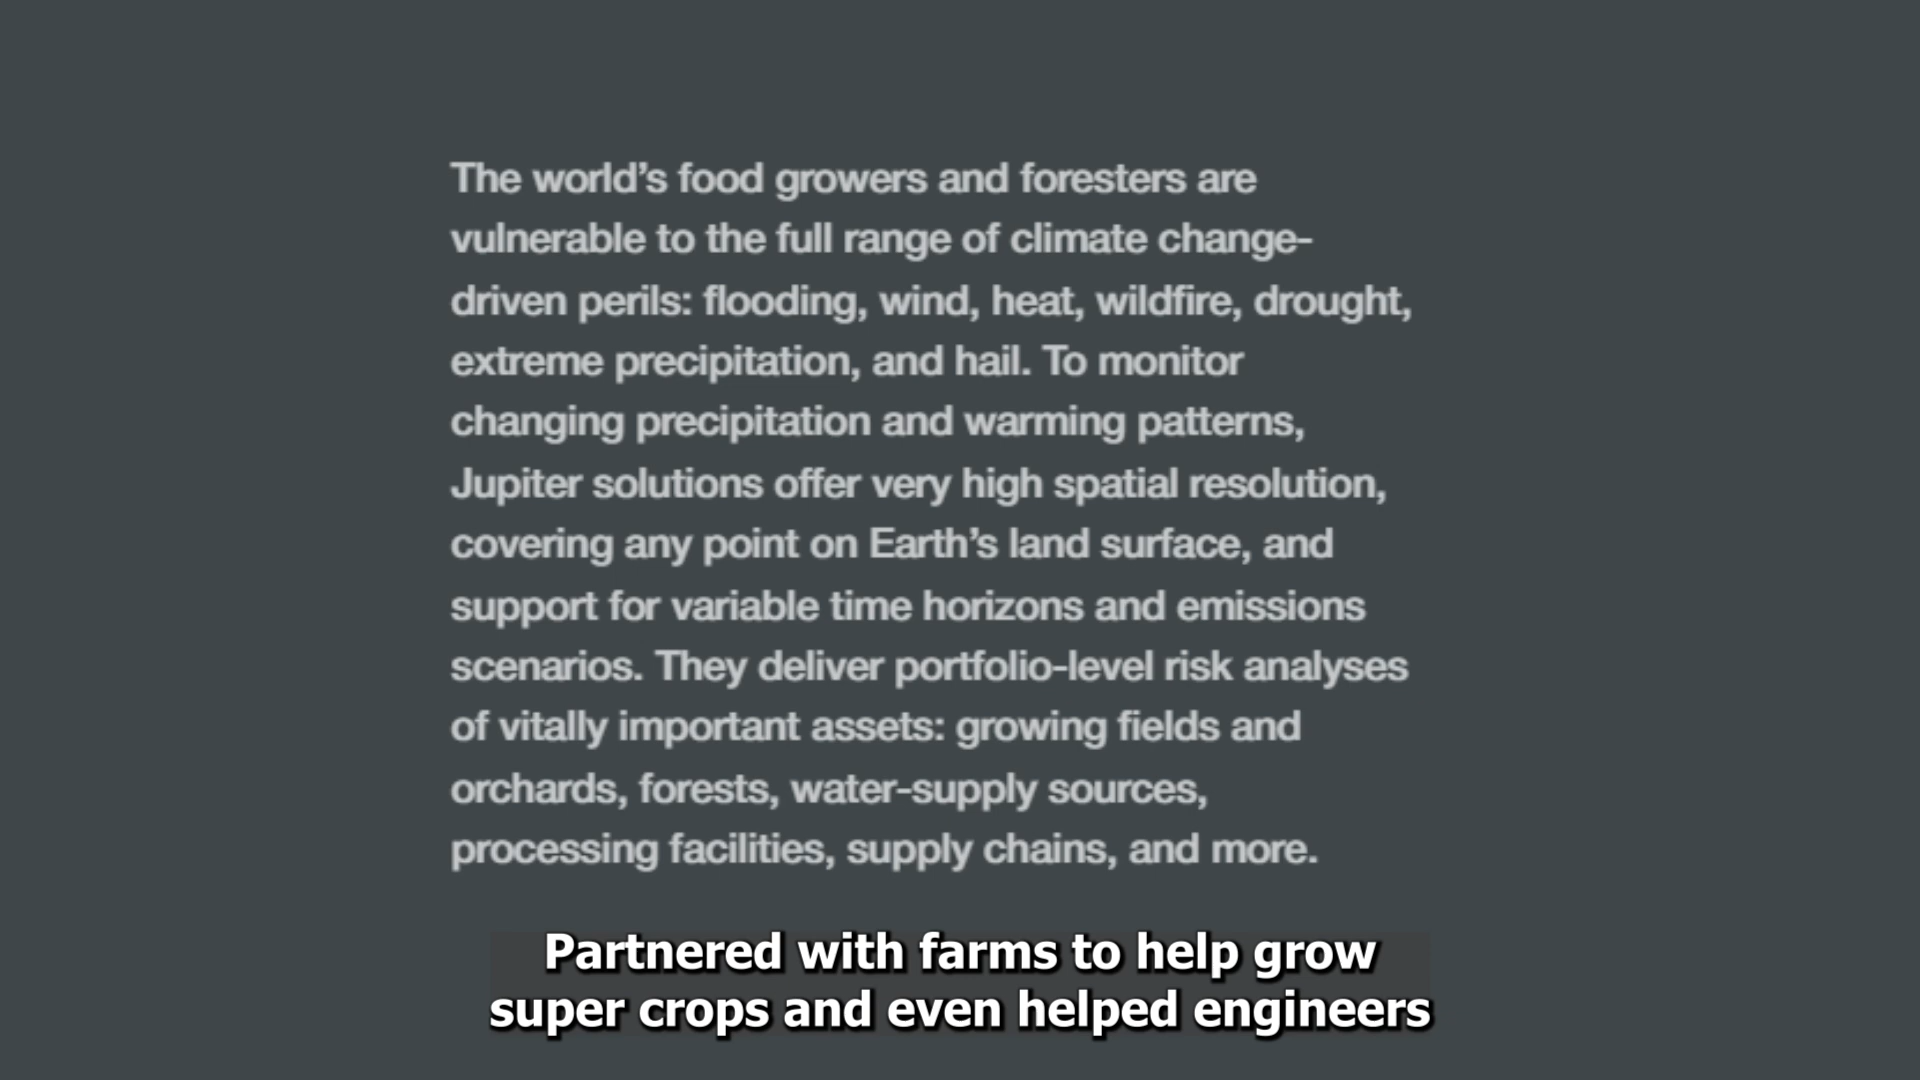 The world’s food growers and foresters are
vulnerable to the full range of climate change-
driven perils: flooding, wind, heat, wildfire, drought,
extreme precipitation, and hail. To monitor
changing precipitation and warming patterns,
Jupiter solutions offer very high spatial resolution,
covering any point on Earth’s land surface, and
support for variable time horizons and emissions
scenarios. They deliver portfolio-level risk analyses
of vitally important assets: growing fields and
orchards, forests, water-supply sources,
processing facilities, supply chains, and more.
Partnered with farms to help grow
super crops and even helped engineers